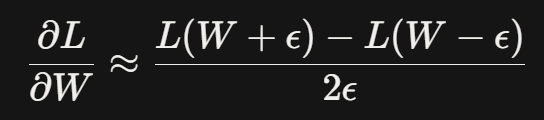 ∂L/∂W ≈ (L(W + ϵ) − L(W − ϵ))/(2ϵ)